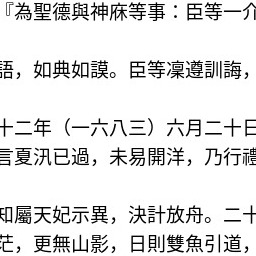 『為聖德與神庥等事：臣等一介
語，如典如謨。臣等凜遵訓誨，
十二年（一六八三）六月二十日
言夏汛已過，未易開洋，乃行禮
知屬天妃示異，決計放舟。二十
茫，更無山影，日則雙魚引道，